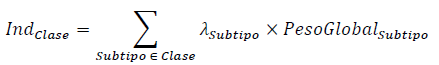 Ind_Clase = ∑_{Subtipo ∈ Clase} λ_Subtipo × PesoGlobal_Subtipo